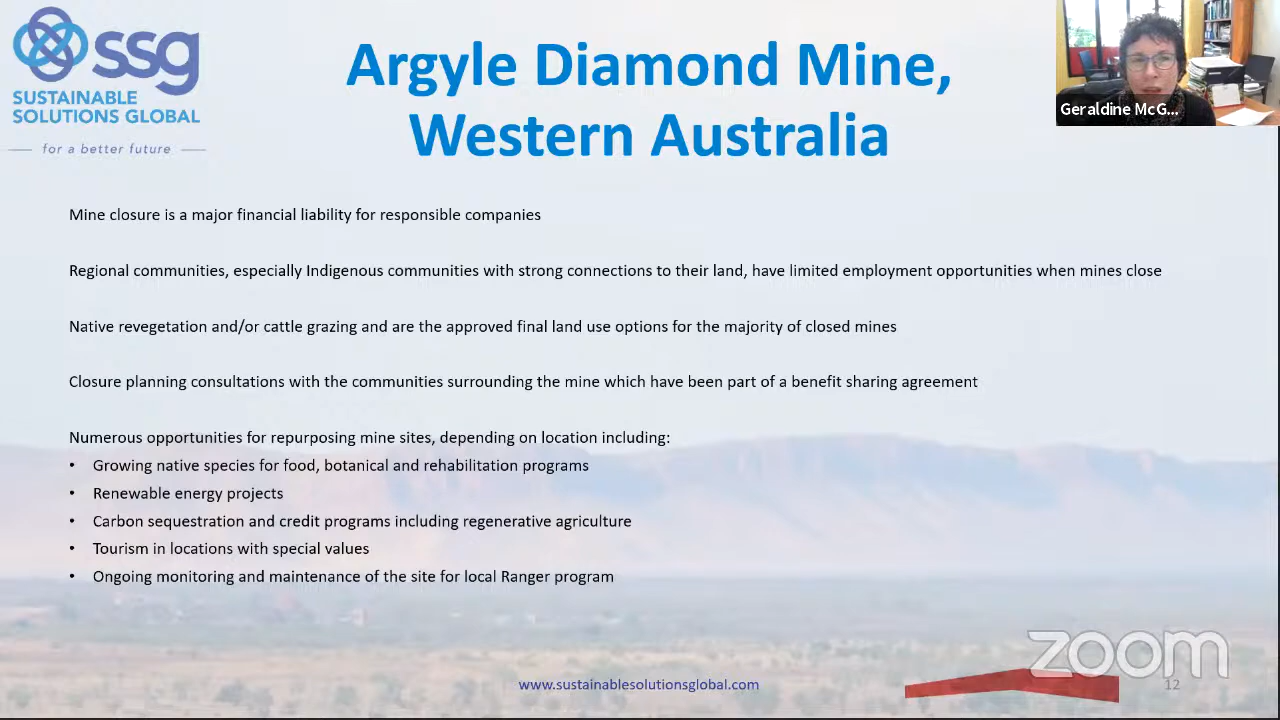 ssg
SUSTAINABLE
SOLUTIONS GLOBAL
for a better future
Argyle Diamond Mine,
Western Australia
Geraldine McG...
Mine closure is a major financial liability for responsible companies
Regional communities, especially Indigenous communities with strong connections to their land, have limited employment opportunities when mines close
Native revegetation and/or cattle grazing and are the approved final land use options for the majority of closed mines
Closure planning consultations with the communities surrounding the mine which have been part of a benefit sharing agreement
Numerous opportunities for repurposing mine sites, depending on location including:
• Growing native species for food, botanical and rehabilitation programs
• Renewable energy projects
• Carbon sequestration and credit programs including regenerative agriculture
• Tourism in locations with special values
• Ongoing monitoring and maintenance of the site for local Ranger program
zoom
www.sustainablesolutionsglobal.com
12